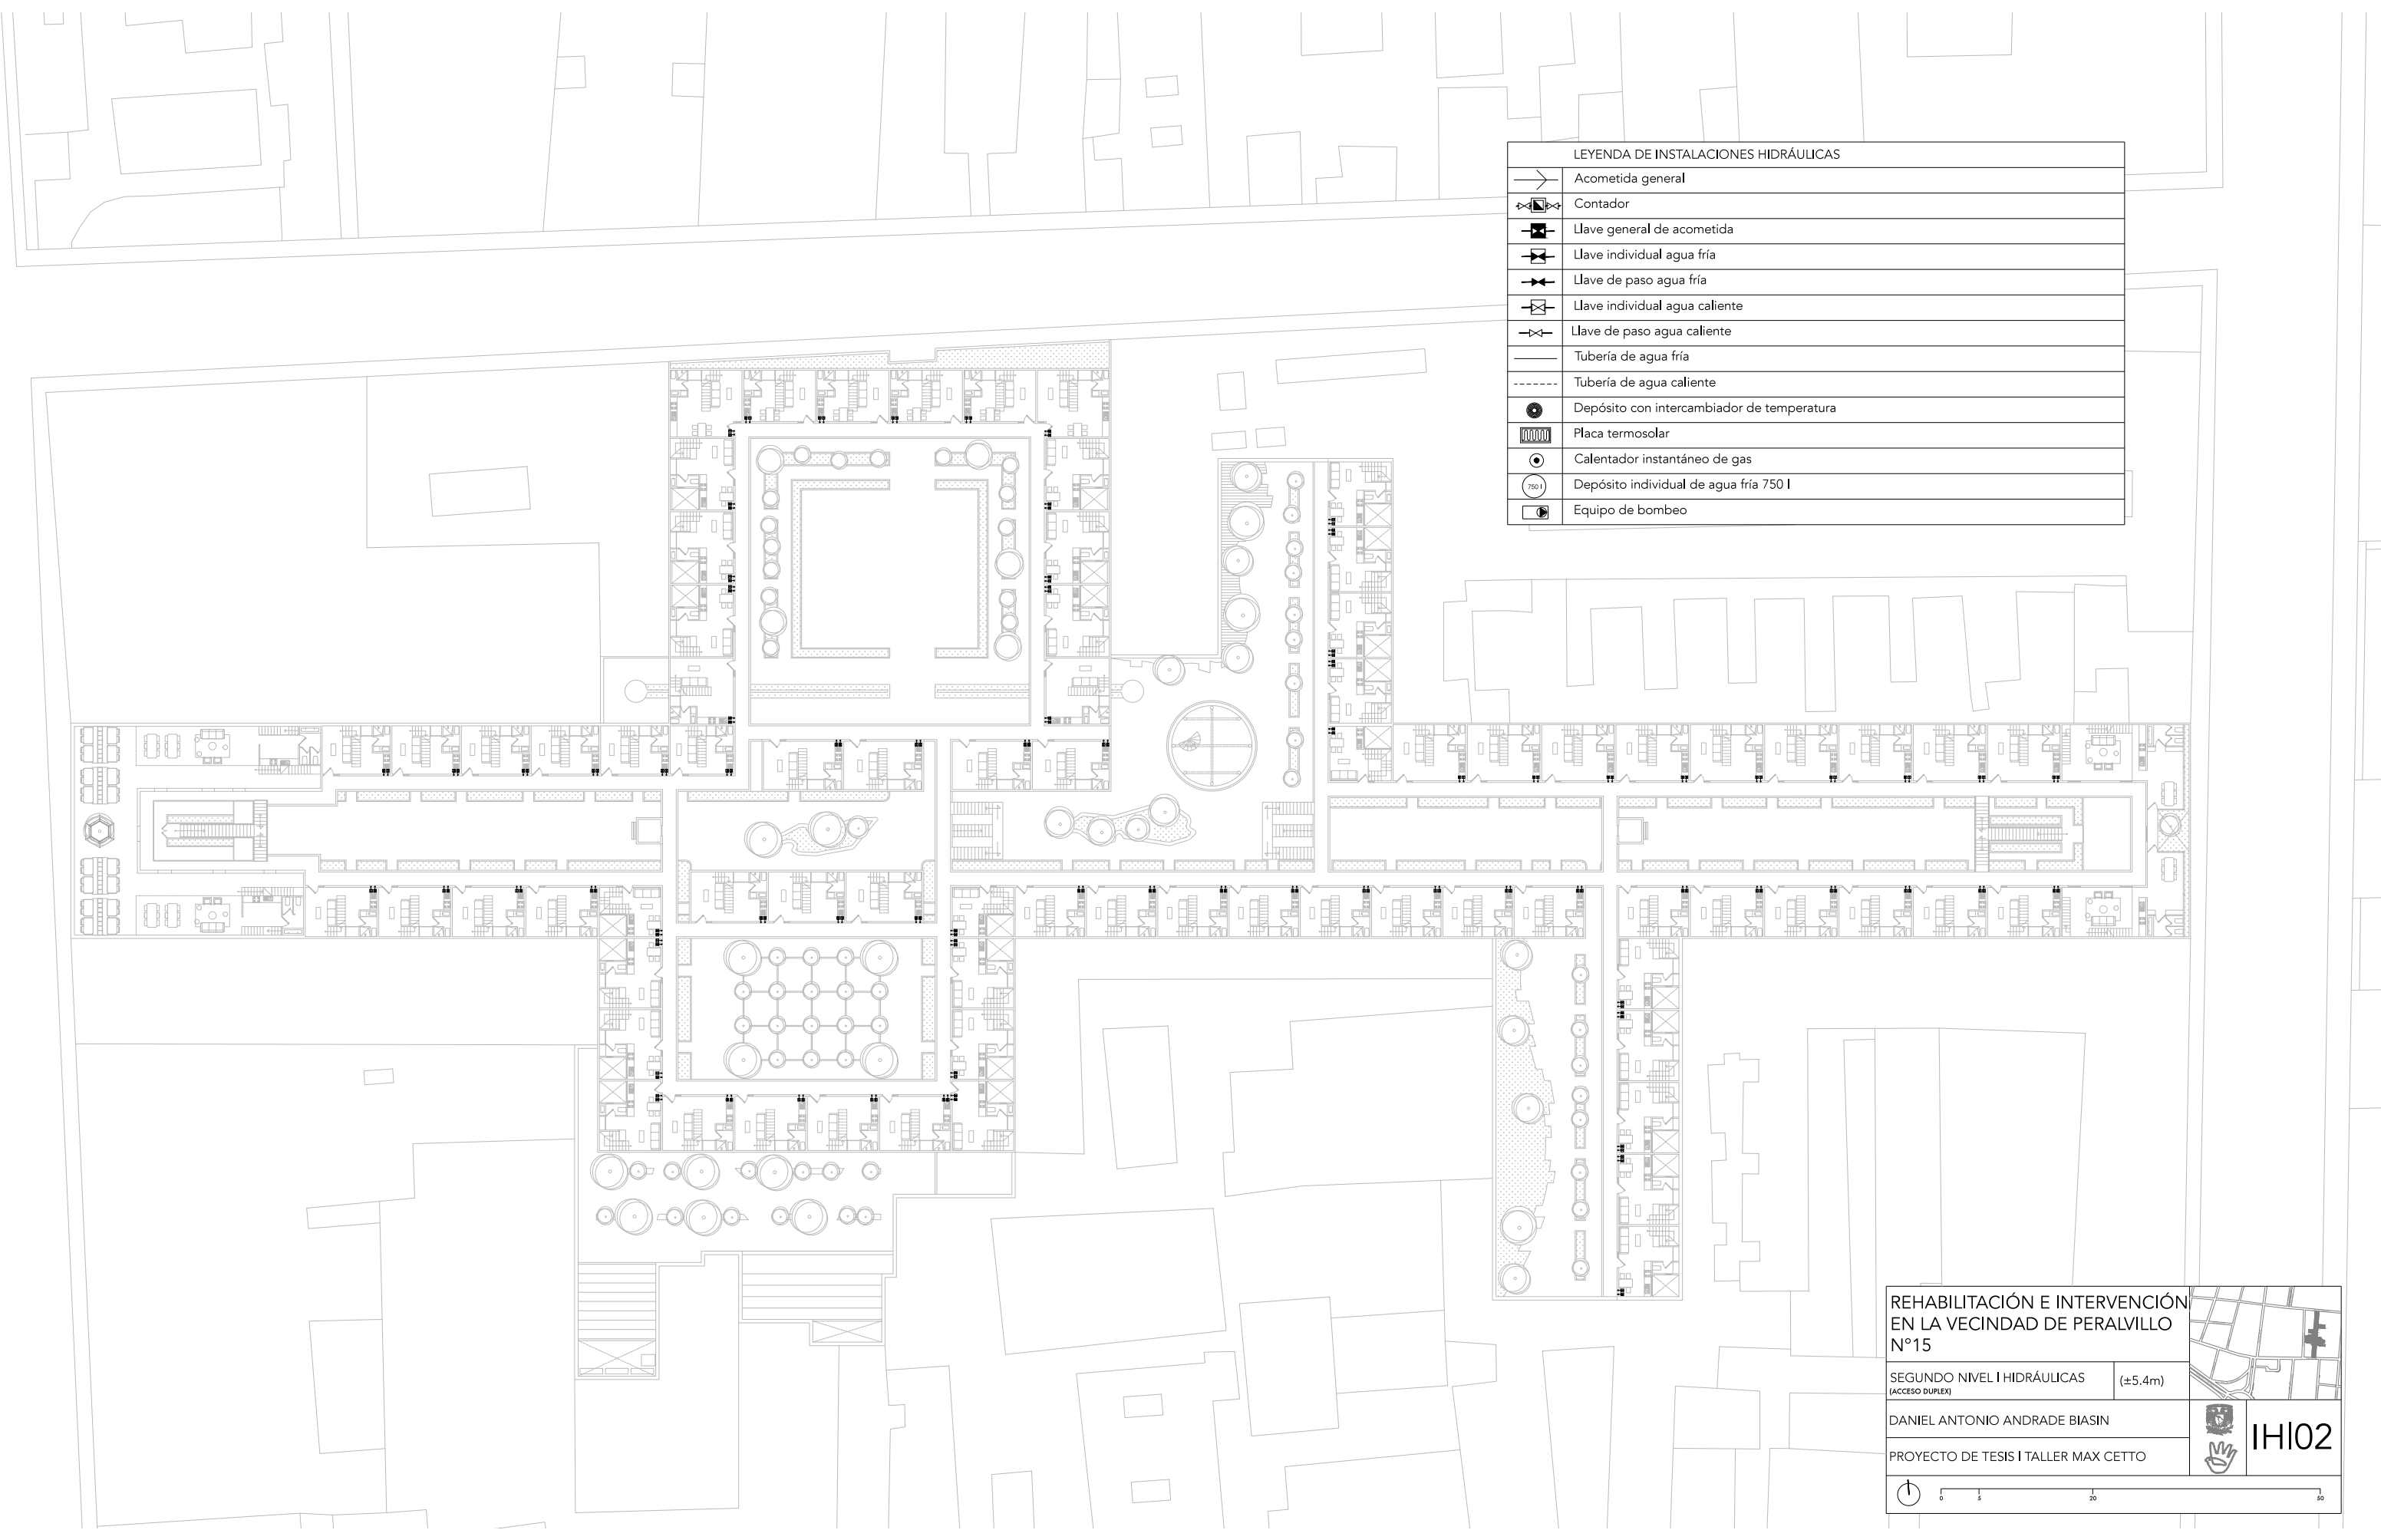 LEYENDA DE INSTALACIONES HIDRÁULICAS
Acometida general
Contador
Llave general de acometida
Llave individual agua fría
Llave de paso agua fría
Llave individual agua caliente
Llave de paso agua caliente
Tubería de agua fría
Tubería de agua caliente
Depósito con intercambiador de temperatura
Placa termosolar
Calentador instantáneo de gas
750 l Depósito individual de agua fría 750 l
Equipo de bombeo
REHABILITACIÓN E INTERVENCIÓN
EN LA VECINDAD DE PERALVILLO
N°15
SEGUNDO NIVEL | HIDRÁULICAS (±5.4m)
(ACCESO DUPLEX)
DANIEL ANTONIO ANDRADE BIASIN
PROYECTO DE TESIS | TALLER MAX CETTO
IH|02
0 5 20 50